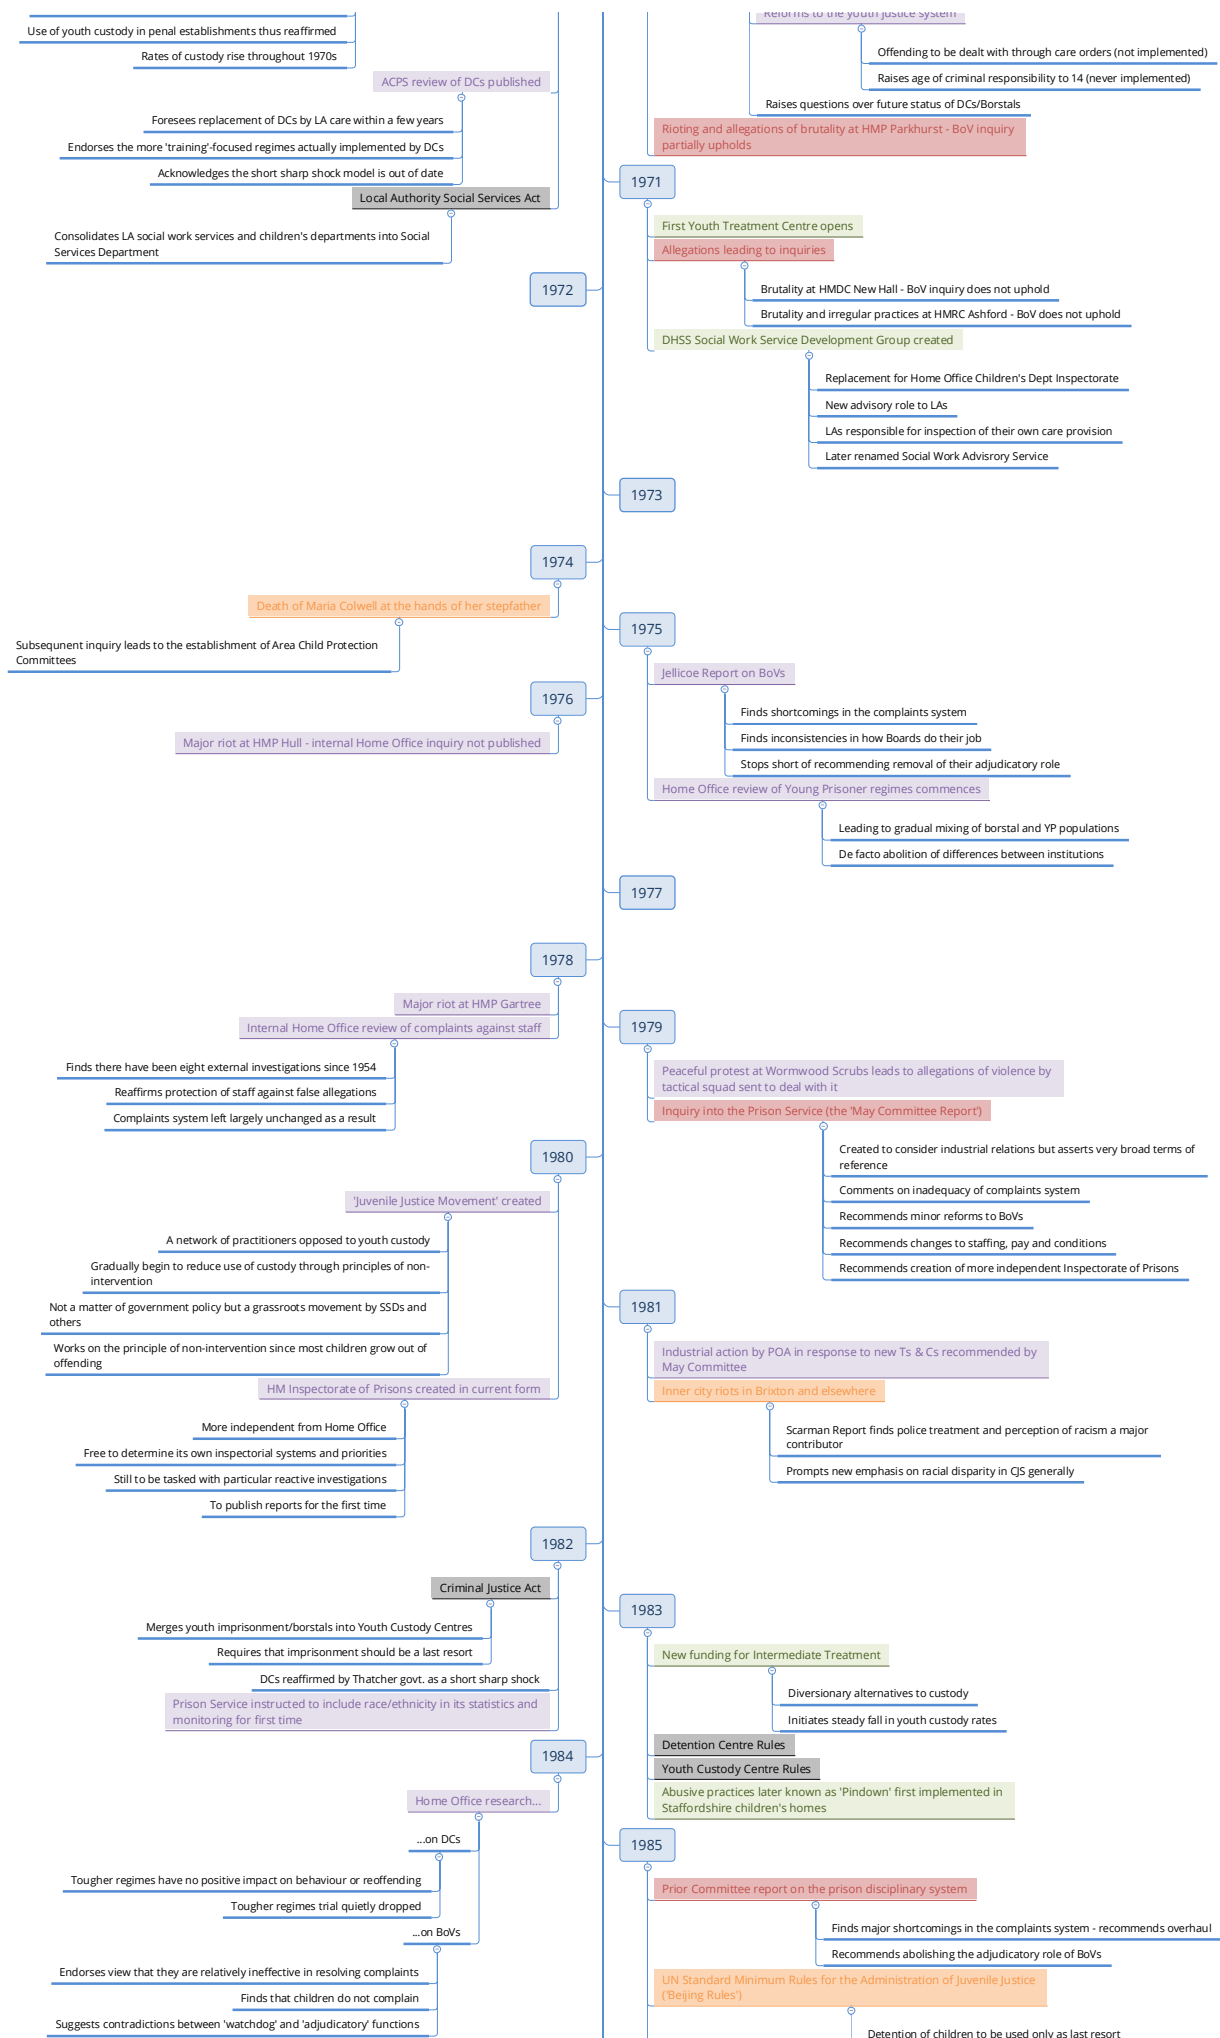 Use of youth custody in penal establishments thus reaffirmed
Rates of custody rise throughout 1970s
ACPS review of DCs published
Foresees replacement of DCs by LA care within a few years
Endorses the more 'training'-focused regimes actually implemented by DCs
Acknowledges the short sharp shock model is out of date
Local Authority Social Services Act
Consolidates LA social work services and children's departments into Social
Services Department
Reforms to the youth justice system
Offending to be dealt with through care orders (not implemented)
Raises age of criminal responsibility to 14 (never implemented)
Raises questions over future status of DCs/Borstals
Rioting and allegations of brutality at HMP Parkhurst - BoV inquiry
partially upholds
1971
First Youth Treatment Centre opens
Allegations leading to inquiries
Brutality at HMDC New Hall - BoV inquiry does not uphold
Brutality and irregular practices at HMRC Ashford - BoV does not uphold
DHSS Social Work Service Development Group created
Replacement for Home Office Children's Dept Inspectorate
New advisory role to LAs
LAs responsible for inspection of their own care provision
Later renamed Social Work Advisrory Service
1972
1973
1974
Death of Maria Colwell at the hands of her stepfather
Subsequnent inquiry leads to the establishment of Area Child Protection
Committees
1975
Jellicoe Report on BoVs
Finds shortcomings in the complaints system
Finds inconsistencies in how Boards do their job
Stops short of recommending removal of their adjudicatory role
Home Office review of Young Prisoner regimes commences
Leading to gradual mixing of borstal and YP populations
De facto abolition of differences between institutions
1976
Major riot at HMP Hull - internal Home Office inquiry not published
1977
1978
Major riot at HMP Gartree
Internal Home Office review of complaints against staff
Finds there have been eight external investigations since 1954
Reaffirms protection of staff against false allegations
Complaints system left largely unchanged as a result
1979
Peaceful protest at Wormwood Scrubs leads to allegations of violence by
tactical squad sent to deal with it
Inquiry into the Prison Service (the 'May Committee Report')
Created to consider industrial relations but asserts very broad terms of
reference
Comments on inadequacy of complaints system
Recommends minor reforms to BoVs
Recommends changes to staffing, pay and conditions
Recommends creation of more independent Inspectorate of Prisons
1980
'Juvenile Justice Movement' created
A network of practitioners opposed to youth custody
Gradually begin to reduce use of custody through principles of non-
intervention
Not a matter of government policy but a grassroots movement by SSDs and
others
Works on the principle of non-intervention since most children grow out of
offending
HM Inspectorate of Prisons created in current form
More independent from Home Office
Free to determine its own inspectorial systems and priorities
Still to be tasked with particular reactive investigations
To publish reports for the first time
1981
Industrial action by POA in response to new Ts & Cs recommended by
May Committee
Inner city riots in Brixton and elsewhere
Scarman Report finds police treatment and perception of racism a major
contributor
Prompts new emphasis on racial disparity in CJS generally
1982
Criminal Justice Act
Merges youth imprisonment/borstals into Youth Custody Centres
Requires that imprisonment should be a last resort
DCs reaffirmed by Thatcher govt. as a short sharp shock
Prison Service instructed to include race/ethnicity in its statistics and
monitoring for first time
1983
New funding for Intermediate Treatment
Diversionary alternatives to custody
Initiates steady fall in youth custody rates
Detention Centre Rules
Youth Custody Centre Rules
Abusive practices later known as 'Pindown' first implemented in
Staffordshire children's homes
1984
Home Office research...
...on DCs
Tougher regimes have no positive impact on behaviour or reoffending
Tougher regimes trial quietly dropped
...on BoVs
Endorses view that they are relatively ineffective in resolving complaints
Finds that children do not complain
Suggests contradictions between 'watchdog' and 'adjudicatory' functions
1985
Prior Committee report on the prison disciplinary system
Finds major shortcomings in the complaints system - recommends overhaul
Recommends abolishing the adjudicatory role of BoVs
UN Standard Minimum Rules for the Administration of Juvenile Justice
('Beijing Rules')
Detention of children to be used only as last resort